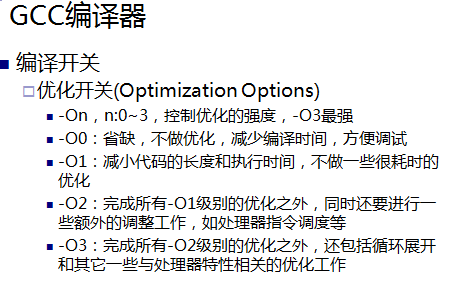 GCC编译器
编译开关
优化开关(Optimization Options)
-On，n:0~3，控制优化的强度，-O3最强
-O0：省缺，不做优化，减少编译时间，方便调试
-O1：减小代码的长度和执行时间，不做一些很耗时的
优化
-O2：完成所有-O1级别的优化之外，同时还要进行一
些额外的调整工作，如处理器指令调度等
-O3：完成所有-O2级别的优化之外，还包括循环展开
和其它一些与处理器特性相关的优化工作